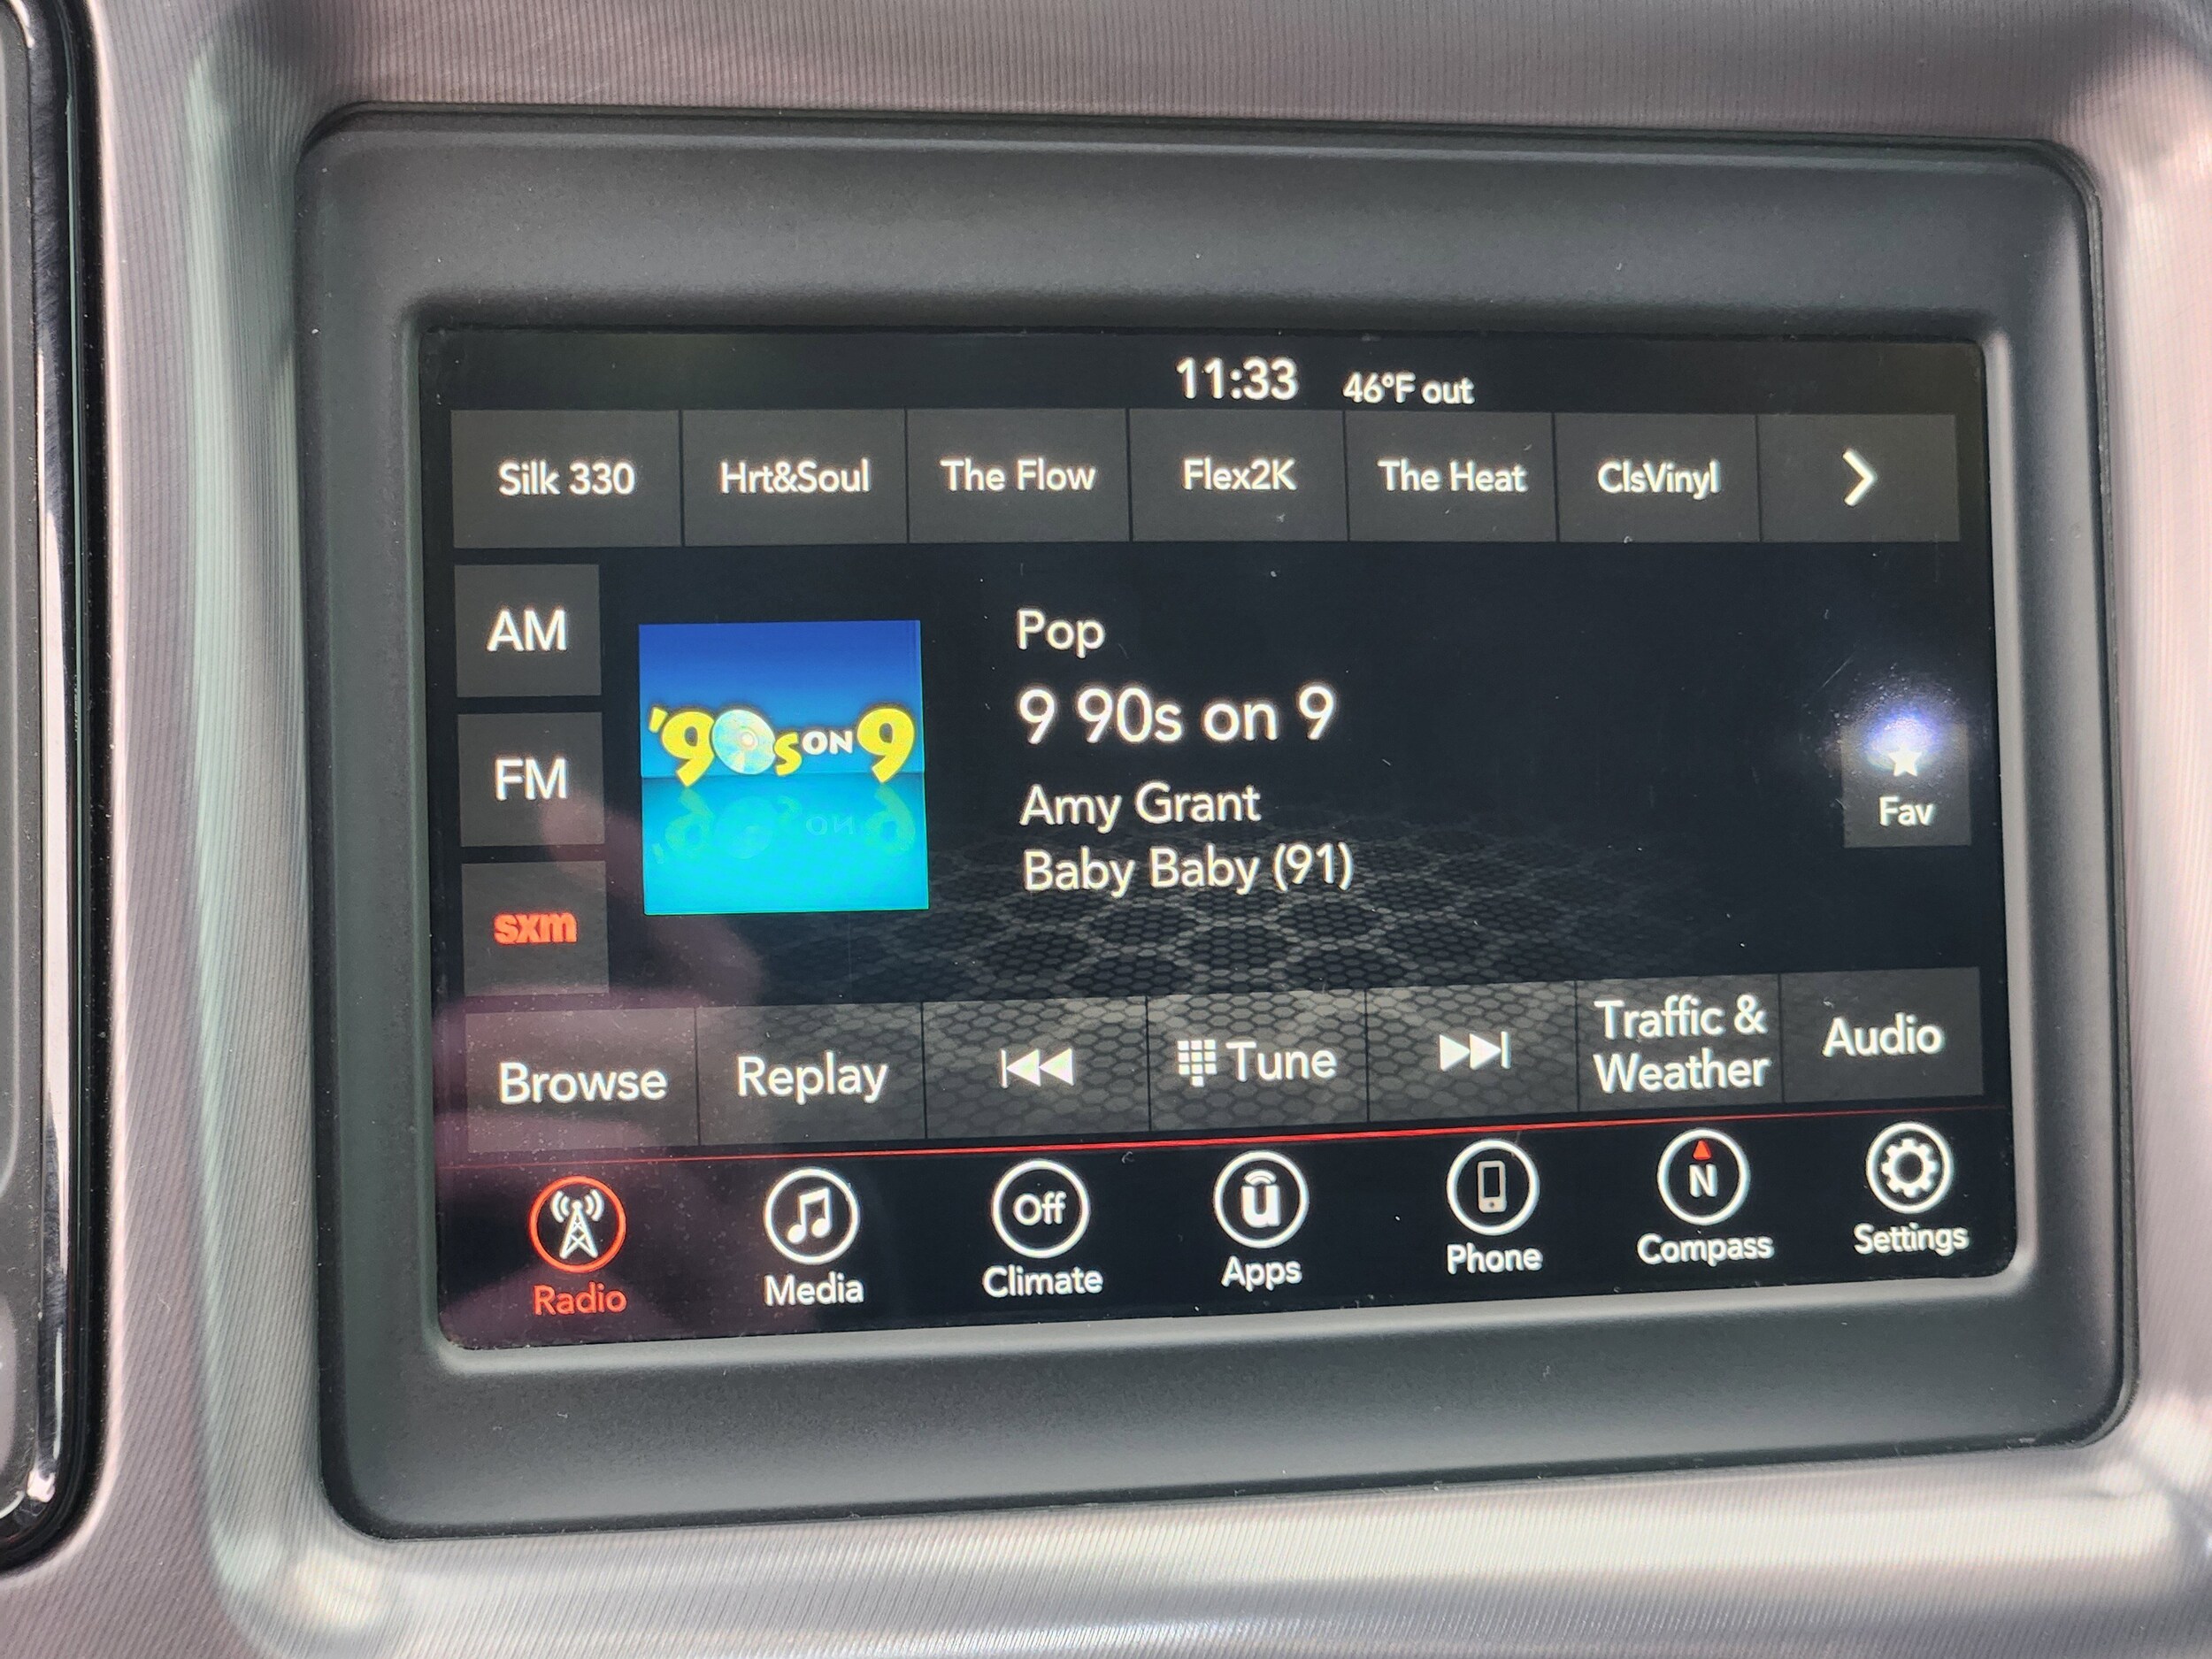 11:33 46°F out
Silk 330 Hrt&Soul The Flow Flex2K The Heat ClsVinyl
AM
FM
sxm
'90s ON 9
Pop
9 90s on 9
Amy Grant
Baby Baby (91)
Fav
Browse Replay Tune Traffic & Weather Audio
Off u N
Radio Media Climate Apps Phone Compass Settings